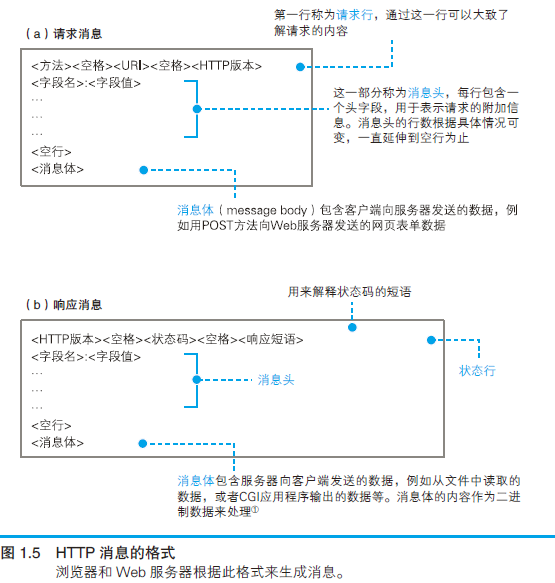 第一行称为请求行，通过这一行可以大致了
解请求的内容
（a）请求消息
<方法><空格><URI><空格><HTTP版本>
<字段名>:<字段值>
…
…
…
<空行>
<消息体>
这一部分称为消息头，每行包含一
个头字段，用于表示请求的附加信
息。消息头的行数根据具体情况可
变，一直延伸到空行为止
消息体（message body）包含客户端向服务器发送的数据，例
如用POST方法向Web服务器发送的网页表单数据
（b）响应消息
用来解释状态码的短语
<HTTP版本><空格><状态码><空格><响应短语>
<字段名>:<字段值>
…
…
…
<空行>
<消息体>
消息头
状态行
消息体包含服务器向客户端发送的数据，例如从文件中读取的
数据，或者CGI应用程序输出的数据等。消息体的内容作为二进
制数据来处理①
图 1.5 HTTP 消息的格式
浏览器和 Web 服务器根据此格式来生成消息。